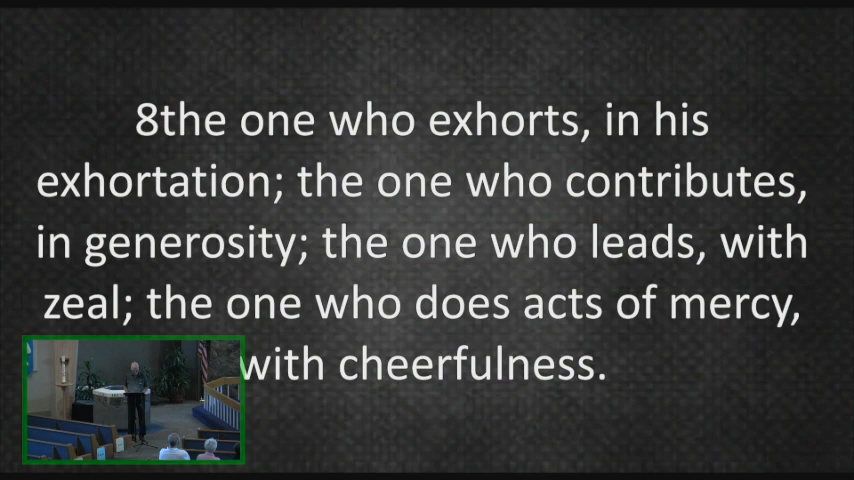 8the one who exhorts, in his
exhortation; the one who contributes,
in generosity; the one who leads, with
zeal; the one who does acts of mercy,
with cheerfulness.